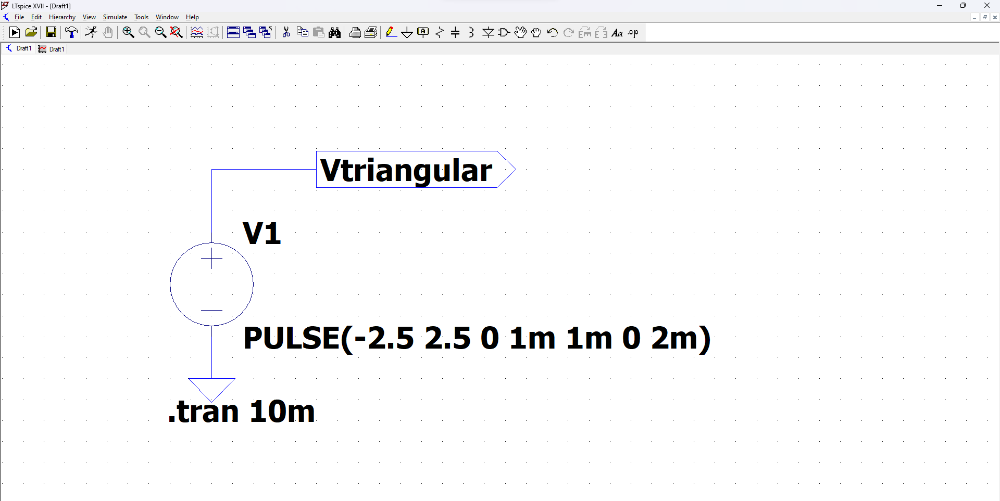 LTspice XVII - [Draft1]
File Edit Hierarchy View Simulate Tools Window Help
Draft1 Draft1
Vtriangular
V1
PULSE(-2.5 2.5 0 1m 1m 0 2m)
.tran 10m